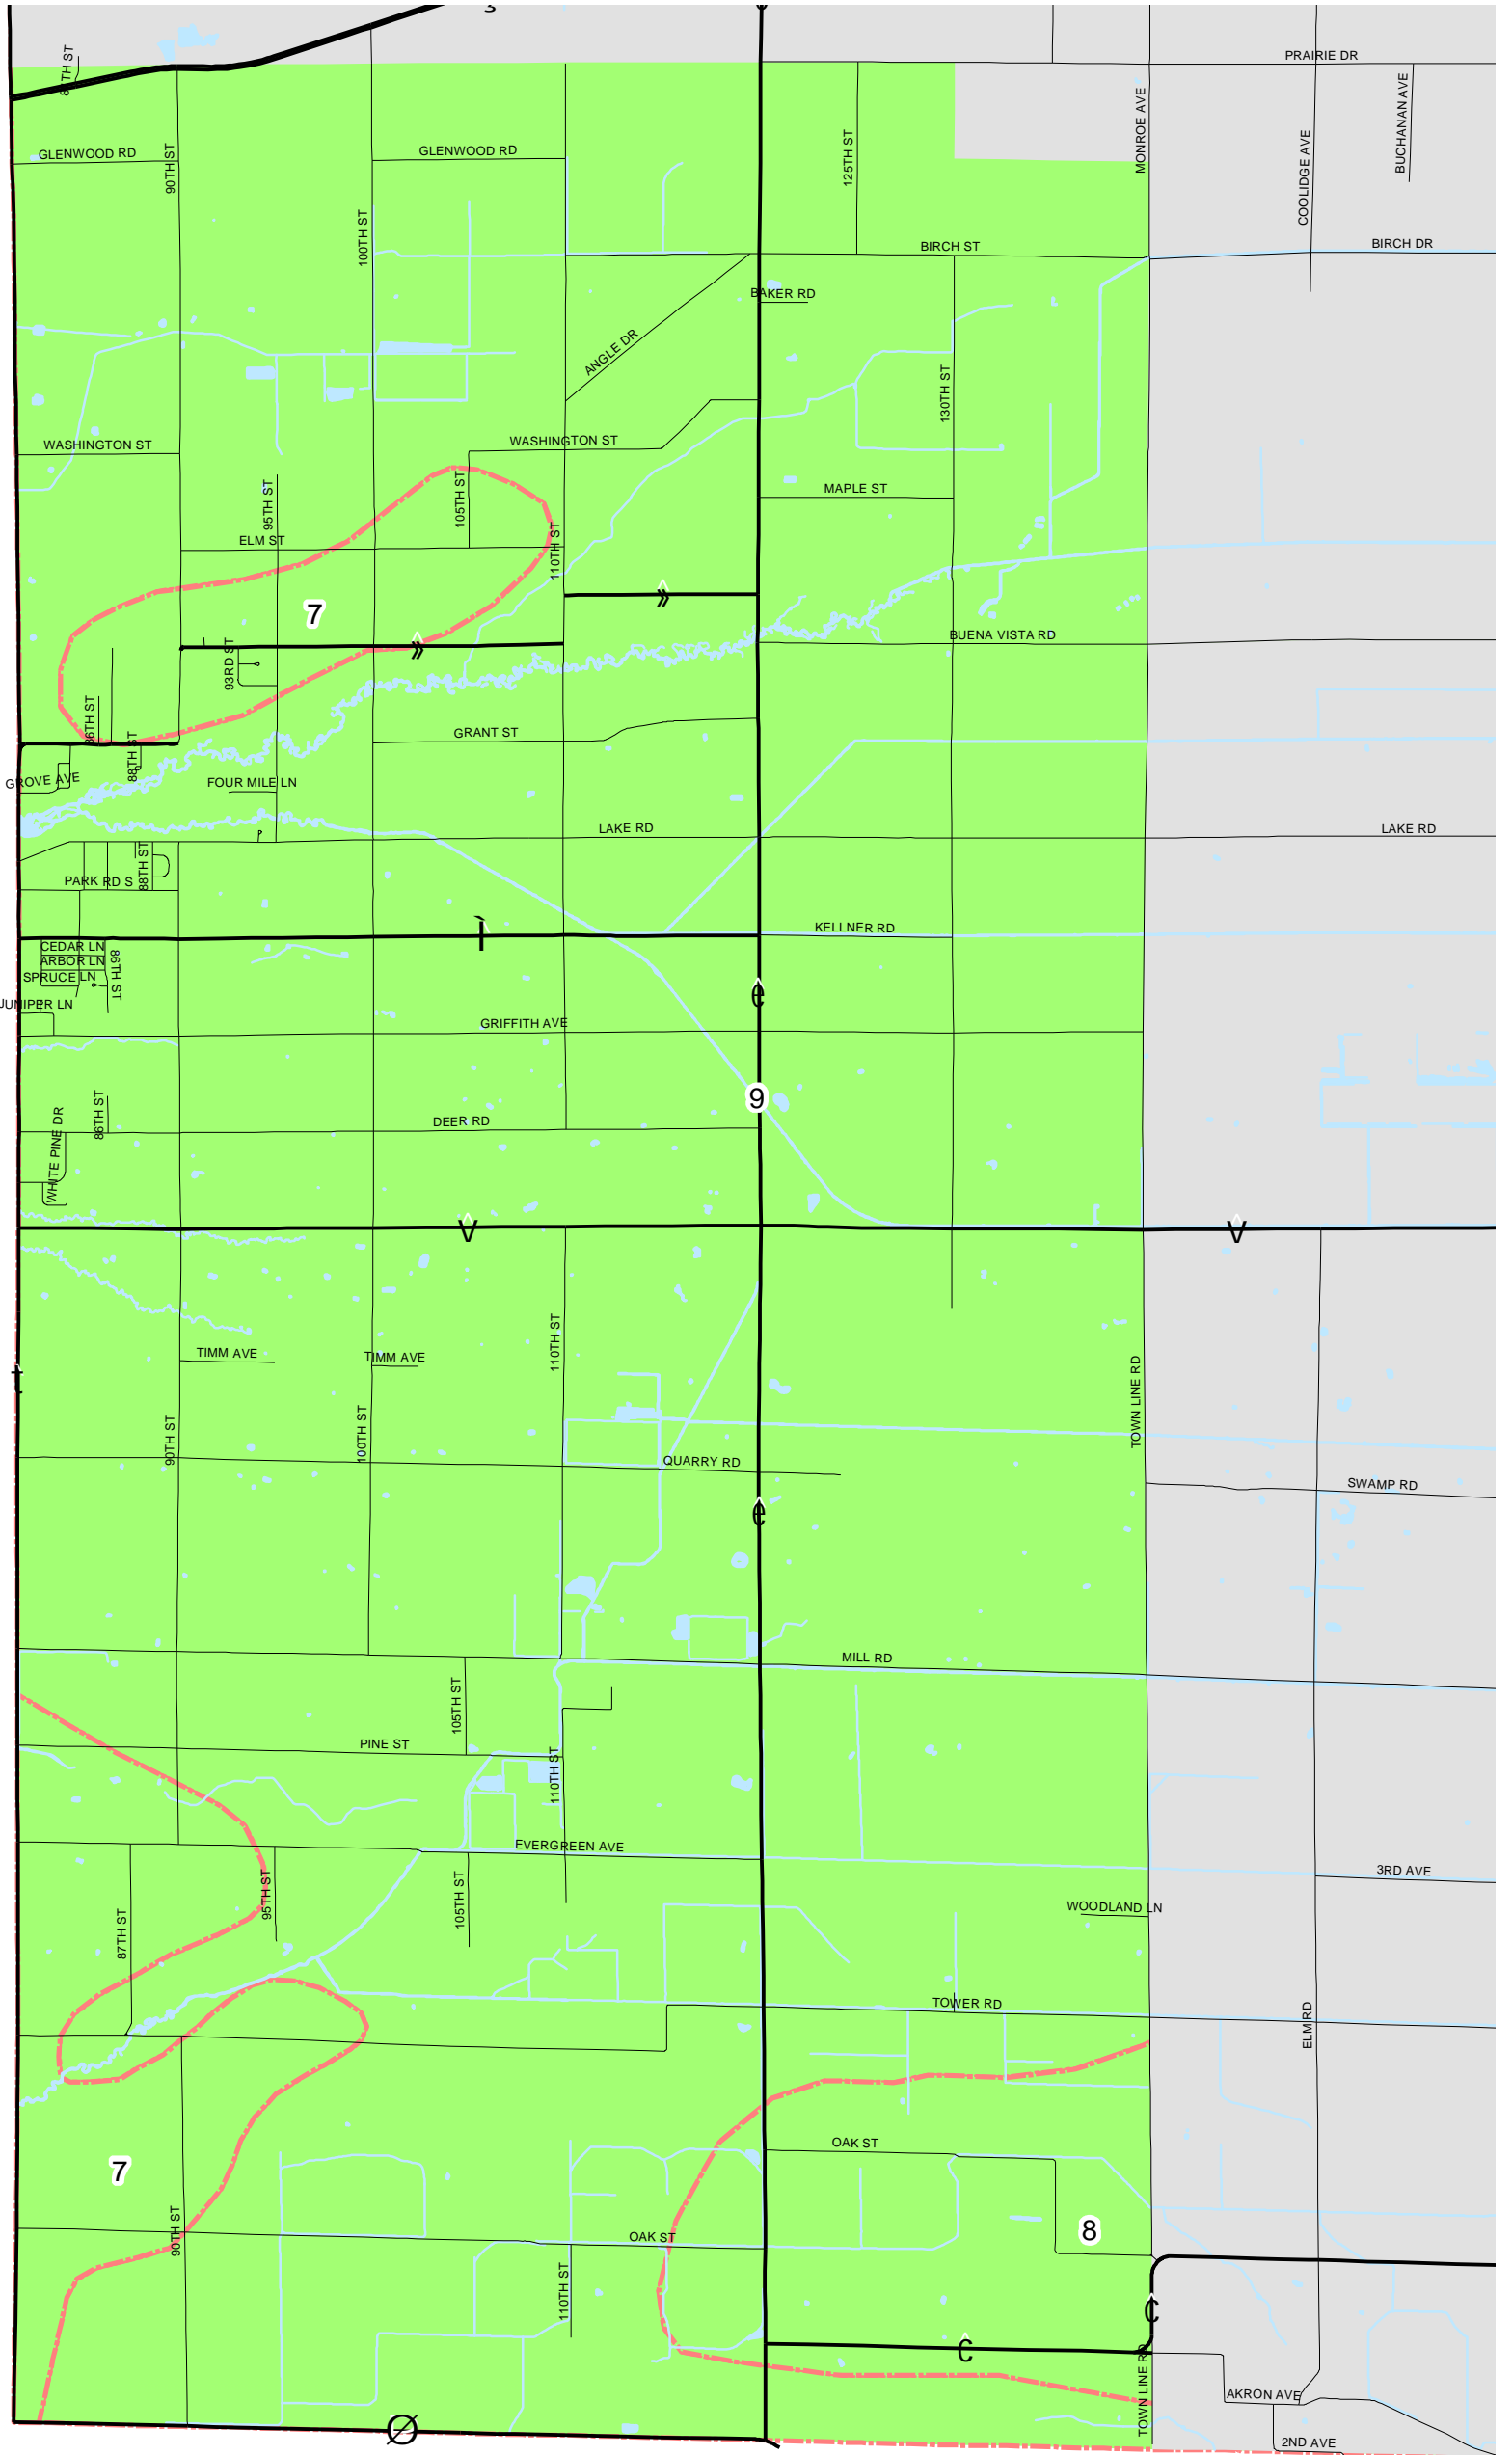 PRAIRIE DR
BUCHANAN AVE
MONROE AVE
125TH ST
COOLIDGE AVE
GLENWOOD RD
GLENWOOD RD
90TH ST
100TH ST
BIRCH ST
BIRCH DR
BAKER RD
ANGLE DR
130TH ST
WASHINGTON ST
WASHINGTON ST
95TH ST
105TH ST
MAPLE ST
110TH ST
ELM ST
7
BUENA VISTA RD
93RD ST
86TH ST
GRANT ST
88TH ST
GROVE AVE
FOUR MILE LN
LAKE RD
LAKE RD
88TH ST
PARK RD S
KELLNER RD
CEDAR LN
ARBOR LN
86TH ST
SPRUCE LN
e
JUNIPER LN
GRIFFITH AVE
9
86TH ST
DEER RD
WHITE PINE DR
V
V
110TH ST
TIMM AVE
TIMM AVE
t
TOWN LINE RD
90TH ST
100TH ST
QUARRY RD
SWAMP RD
e
MILL RD
105TH ST
PINE ST
110TH ST
EVERGREEN AVE
3RD AVE
95TH ST
105TH ST
WOODLAND LN
87TH ST
TOWER RD
ELM RD
OAK ST
7
8
90TH ST
OAK ST
110TH ST
C
C
TOWN LINE RD
AKRON AVE
Ø
2ND AVE